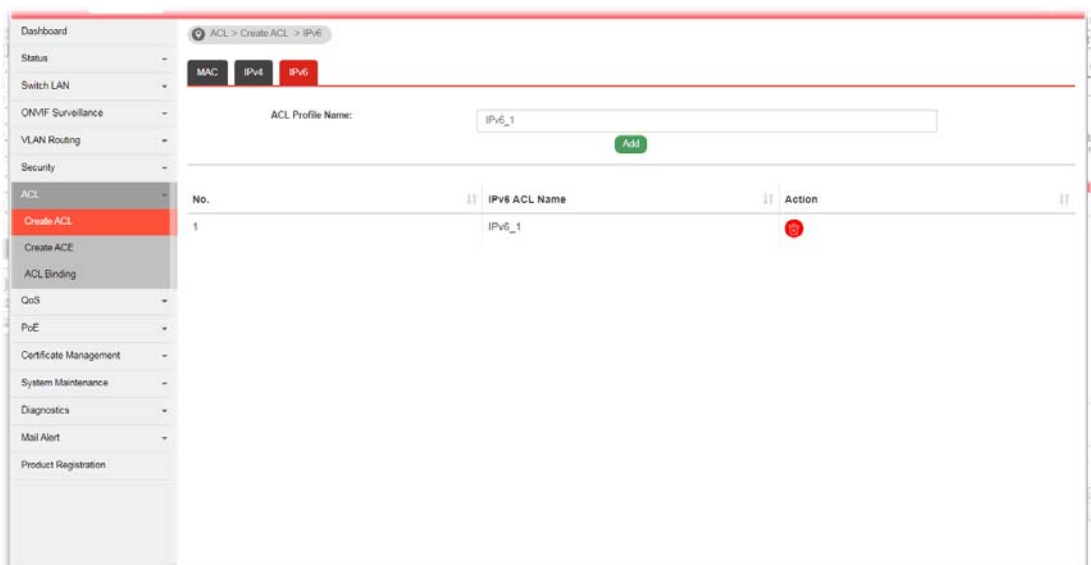 Dashboard
Status
Switch LAN
ONVIF Surveillance
VLAN Routing
Security
ACL
Create ACL
Create ACE
ACL Binding
QoS
PoE
Certificate Management
System Maintenance
Diagnostics
Mail Alert
Product Registration
ACL > Create ACL > IPv6
MAC IPv4 IPv6
ACL Profile Name: IPv6_1
Add
No. IPv6 ACL Name Action
1 IPv6_1